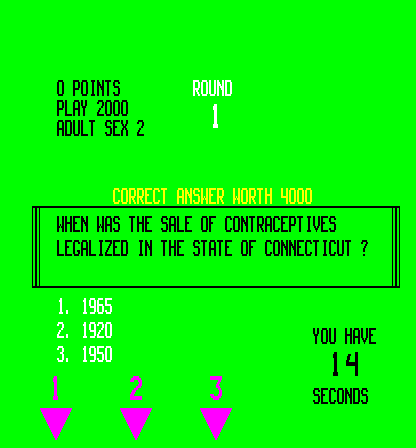 0 POINTS
ROUND
PLAY 2000
1
ADULT SEX 2
CORRECT ANSWER WORTH 4000
WHEN WAS THE SALE OF CONTRACEPTIVES
LEGALIZED IN THE STATE OF CONNECTICUT ?
1. 1965
2. 1920
3. 1950
YOU HAVE
14
SECONDS
1 2 3